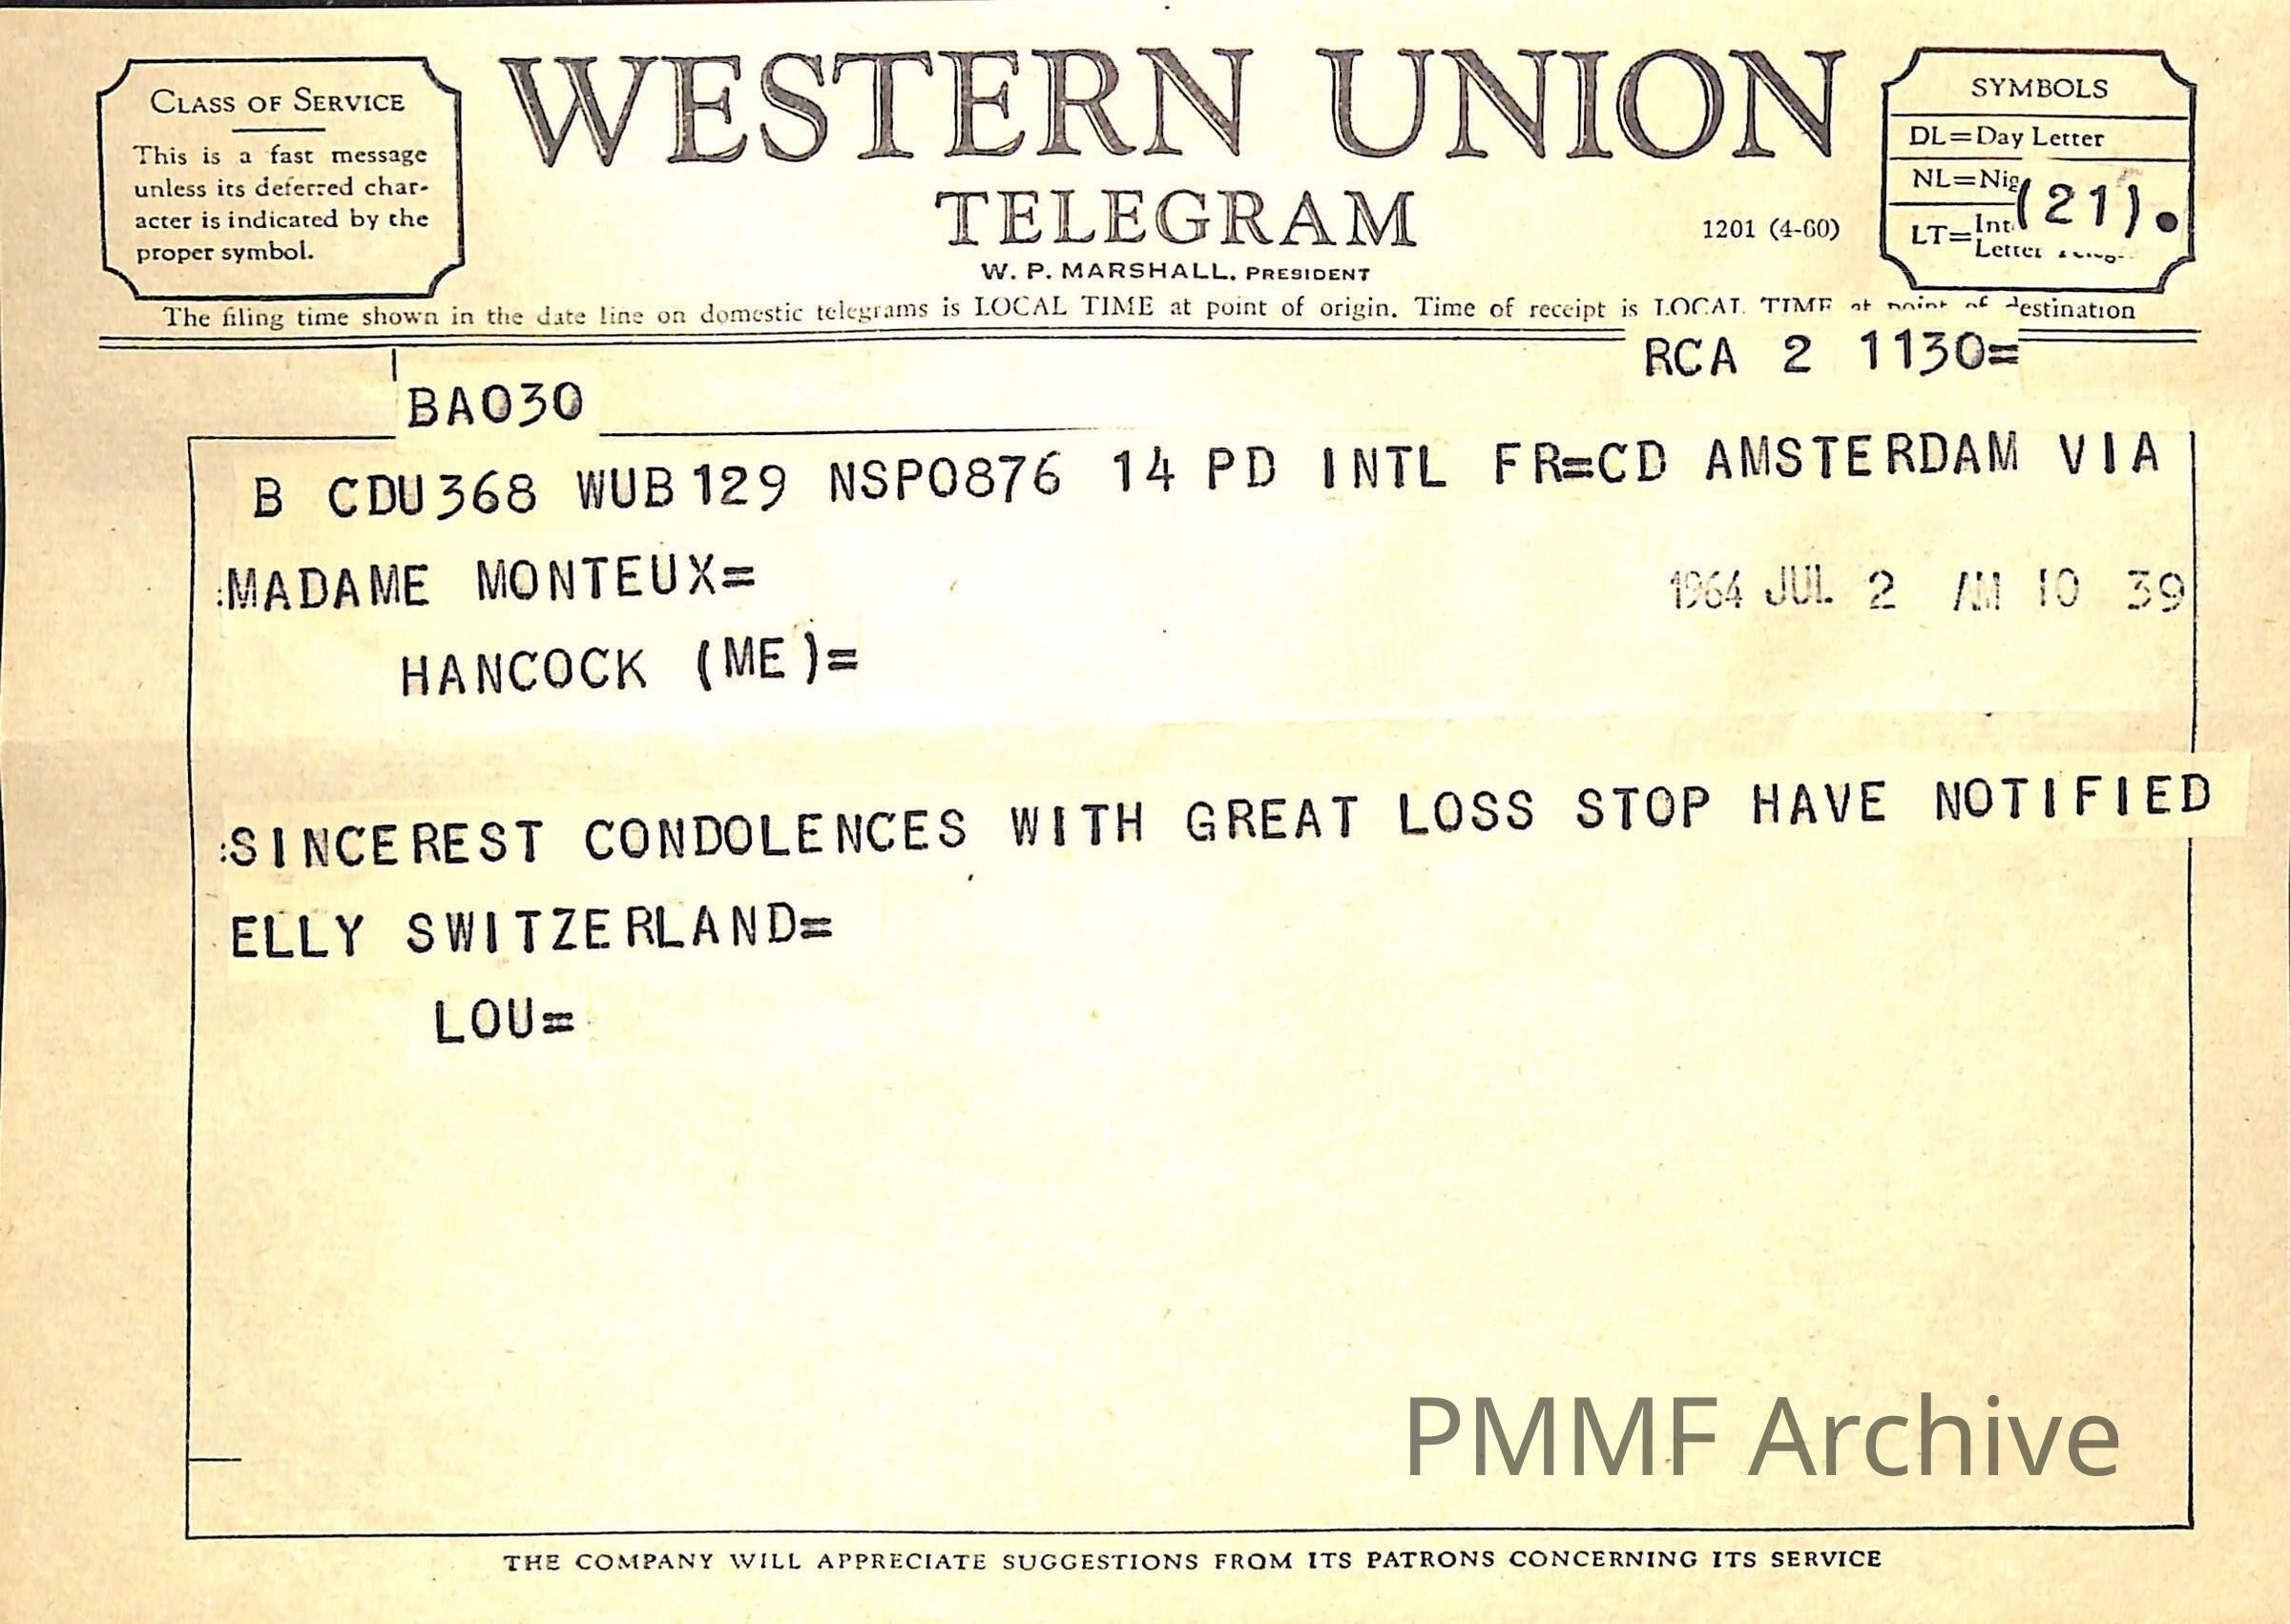 CLASS OF SERVICE
This is a fast message
unless its deferred char-
acter is indicated by the
proper symbol.
WESTERN UNION
TELEGRAM
W. P. MARSHALL, PRESIDENT
1201 (4-60)
SYMBOLS
DL=Day Letter
NL=Nig
(21).
LT=Int
Letter
The filing time shown in the date line on domestic telegrams is LOCAL TIME at point of origin. Time of receipt is LOCAL TIME at point of destination
RCA 2 1130=
BA030
B CDU368 WUB129 NSP0876 14 PD INTL FR=CD AMSTERDAM VIA
:MADAME MONTEUX=
1964 JUL 2 AM 10 39
HANCOCK (ME)=
:SINCEREST CONDOLENCES WITH GREAT LOSS STOP HAVE NOTIFIED
ELLY SWITZERLAND=
LOU=
PMMF Archive
THE COMPANY WILL APPRECIATE SUGGESTIONS FROM ITS PATRONS CONCERNING ITS SERVICE